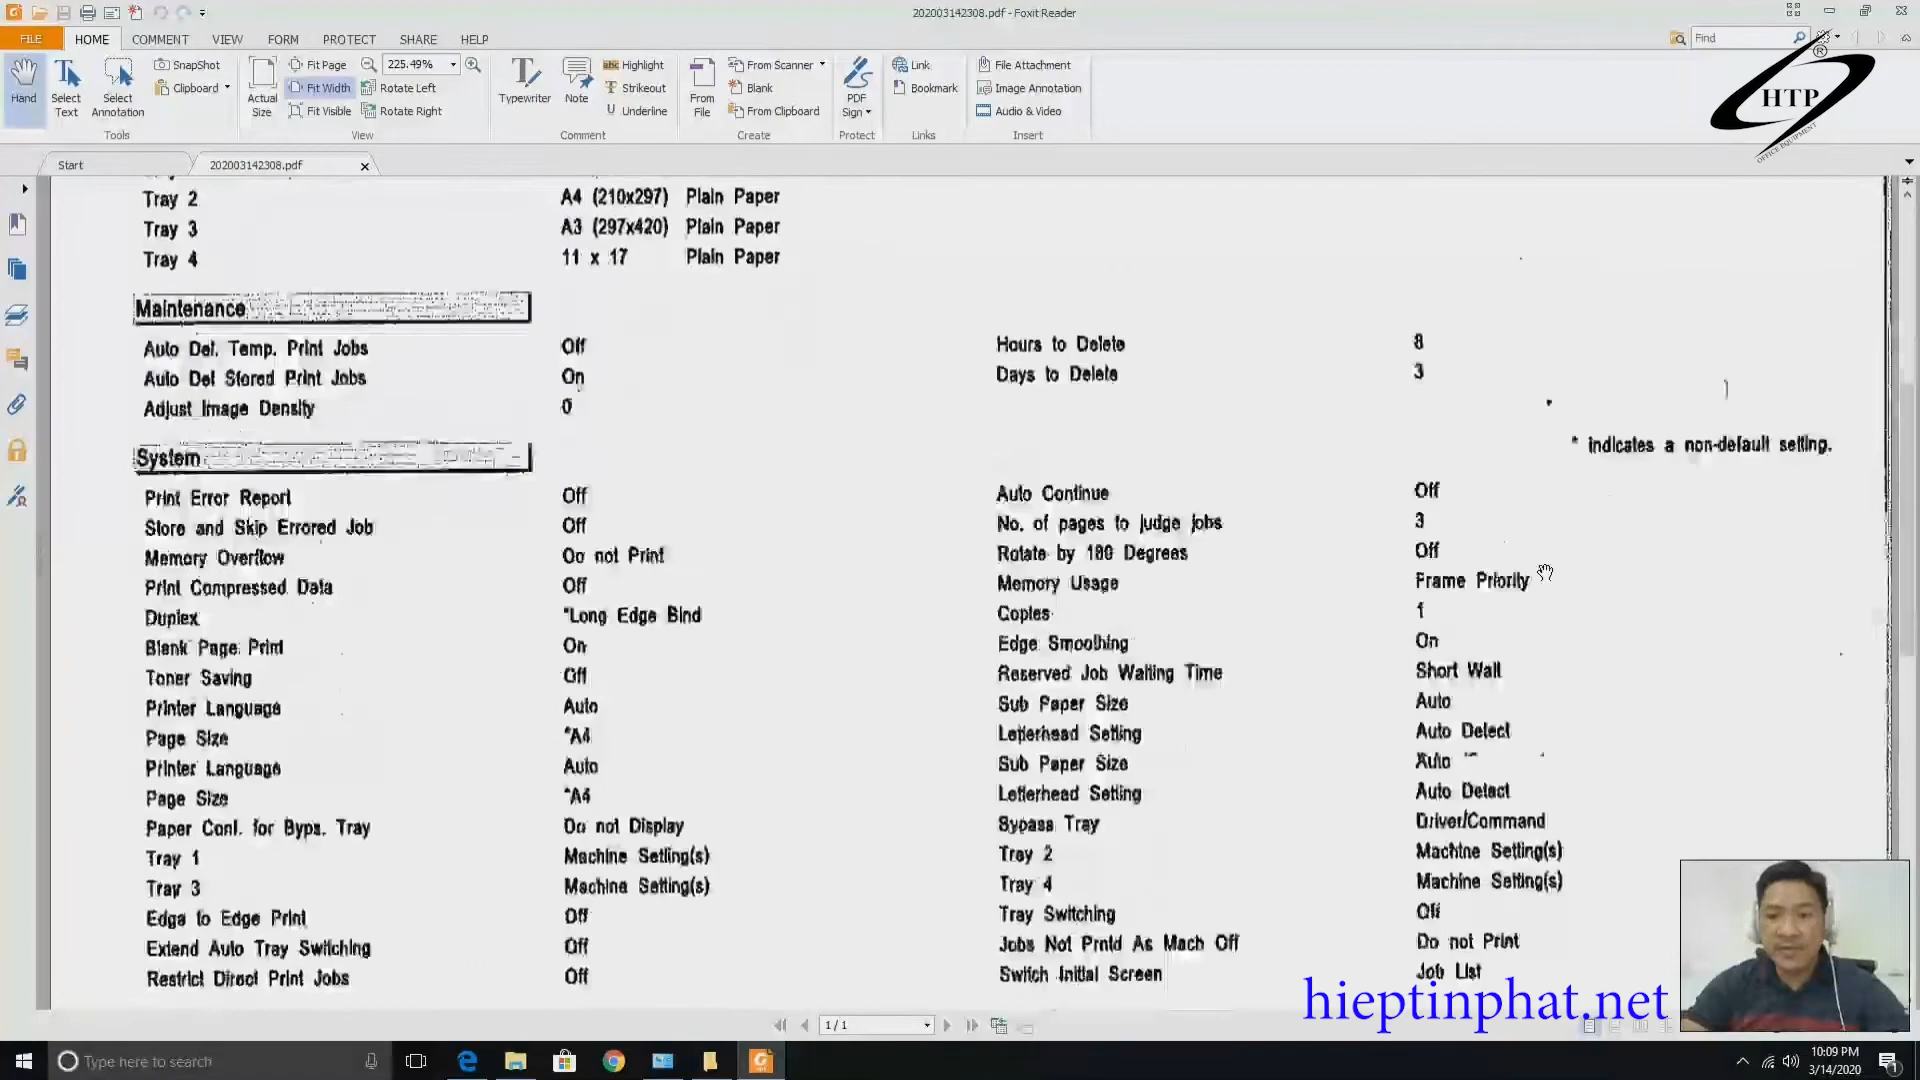 202003142308.pdf - Foxit Reader
FILE HOME COMMENT VIEW FORM PROTECT SHARE HELP
Find
Hand
Select Text
Select Annotation
SnapShot
Clipboard
Tools
Actual Size
Fit Page
Fit Width
Fit Visible
225.49%
Rotate Left
Rotate Right
View
Typewriter
Note
Highlight
Strikeout
Underline
Comment
From File
From Scanner
Blank
From Clipboard
Create
PDF Sign
Protect
Link
Bookmark
Links
File Attachment
Image Annotation
Audio & Video
Insert
HTP
OFFICE EQUIPMENT
®
Start
202003142308.pdf
Tray 2 A4 (210x297) Plain Paper
Tray 3 A3 (297x420) Plain Paper
Tray 4 11 x 17 Plain Paper
Maintenance
Auto Del. Temp. Print Jobs Off Hours to Delete 8
Auto Del Stored Print Jobs On Days to Delete 3
Adjust Image Density 0
* indicates a non-default setting.
System
Print Error Report Off Auto Continue Off
Store and Skip Errored Job Off No. of pages to judge jobs 3
Memory Overflow Do not Print Rotate by 180 Degrees Off
Print Compressed Data Off Memory Usage Frame Priority
Duplex *Long Edge Bind Copies 1
Blank Page Print On Edge Smoothing On
Toner Saving Off Reserved Job Waiting Time Short Wait
Printer Language Auto Sub Paper Size Auto
Page Size *A4 Letterhead Setting Auto Detect
Printer Language Auto Sub Paper Size Auto
Page Size *A4 Letterhead Setting Auto Detect
Paper Conf. for Byps. Tray Do not Display Bypass Tray Driver/Command
Tray 1 Machine Setting(s) Tray 2 Machine Setting(s)
Tray 3 Machine Setting(s) Tray 4 Machine Setting(s)
Edge to Edge Print Off Tray Switching Off
Extend Auto Tray Switching Off Jobs Not Prntd As Mach Off Do not Print
Restrict Direct Print Jobs Off Switch Initial Screen Job List
hieptinphat.net
1 / 1
Type here to search
10:09 PM
3/14/2020
1